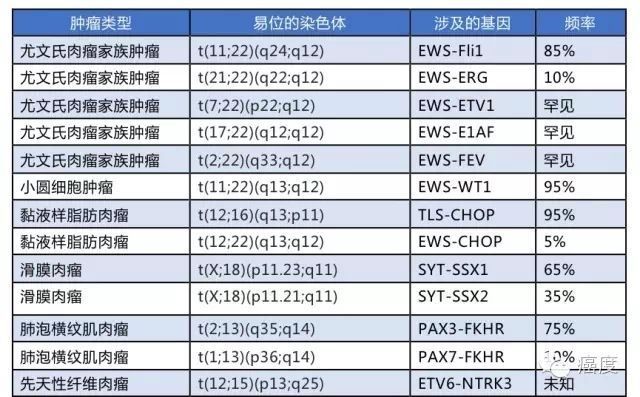 肿瘤类型 易位的染色体 涉及的基因 频率
尤文氏肉瘤家族肿瘤 t(11;22)(q24;q12) EWS-Fli1 85%
尤文氏肉瘤家族肿瘤 t(21;22)(q22;q12) EWS-ERG 10%
尤文氏肉瘤家族肿瘤 t(7;22)(p22;q12) EWS-ETV1 罕见
尤文氏肉瘤家族肿瘤 t(17;22)(q12;q12) EWS-E1AF 罕见
尤文氏肉瘤家族肿瘤 t(2;22)(q33;q12) EWS-FEV 罕见
小圆细胞肿瘤 t(11;22)(q13;q12) EWS-WT1 95%
黏液样脂肪肉瘤 t(12;16)(q13;p11) TLS-CHOP 95%
黏液样脂肪肉瘤 t(12;22)(q13;q12) EWS-CHOP 5%
滑膜肉瘤 t(X;18)(p11.23;q11) SYT-SSX1 65%
滑膜肉瘤 t(X;18)(p11.21;q11) SYT-SSX2 35%
肺泡横纹肌肉瘤 t(2;13)(q35;q14) PAX3-FKHR 75%
肺泡横纹肌肉瘤 t(1;13)(p36;q14) PAX7-FKHR 10%
先天性纤维肉瘤 t(12;15)(p13;q25) ETV6-NTRK3 未知
癌度